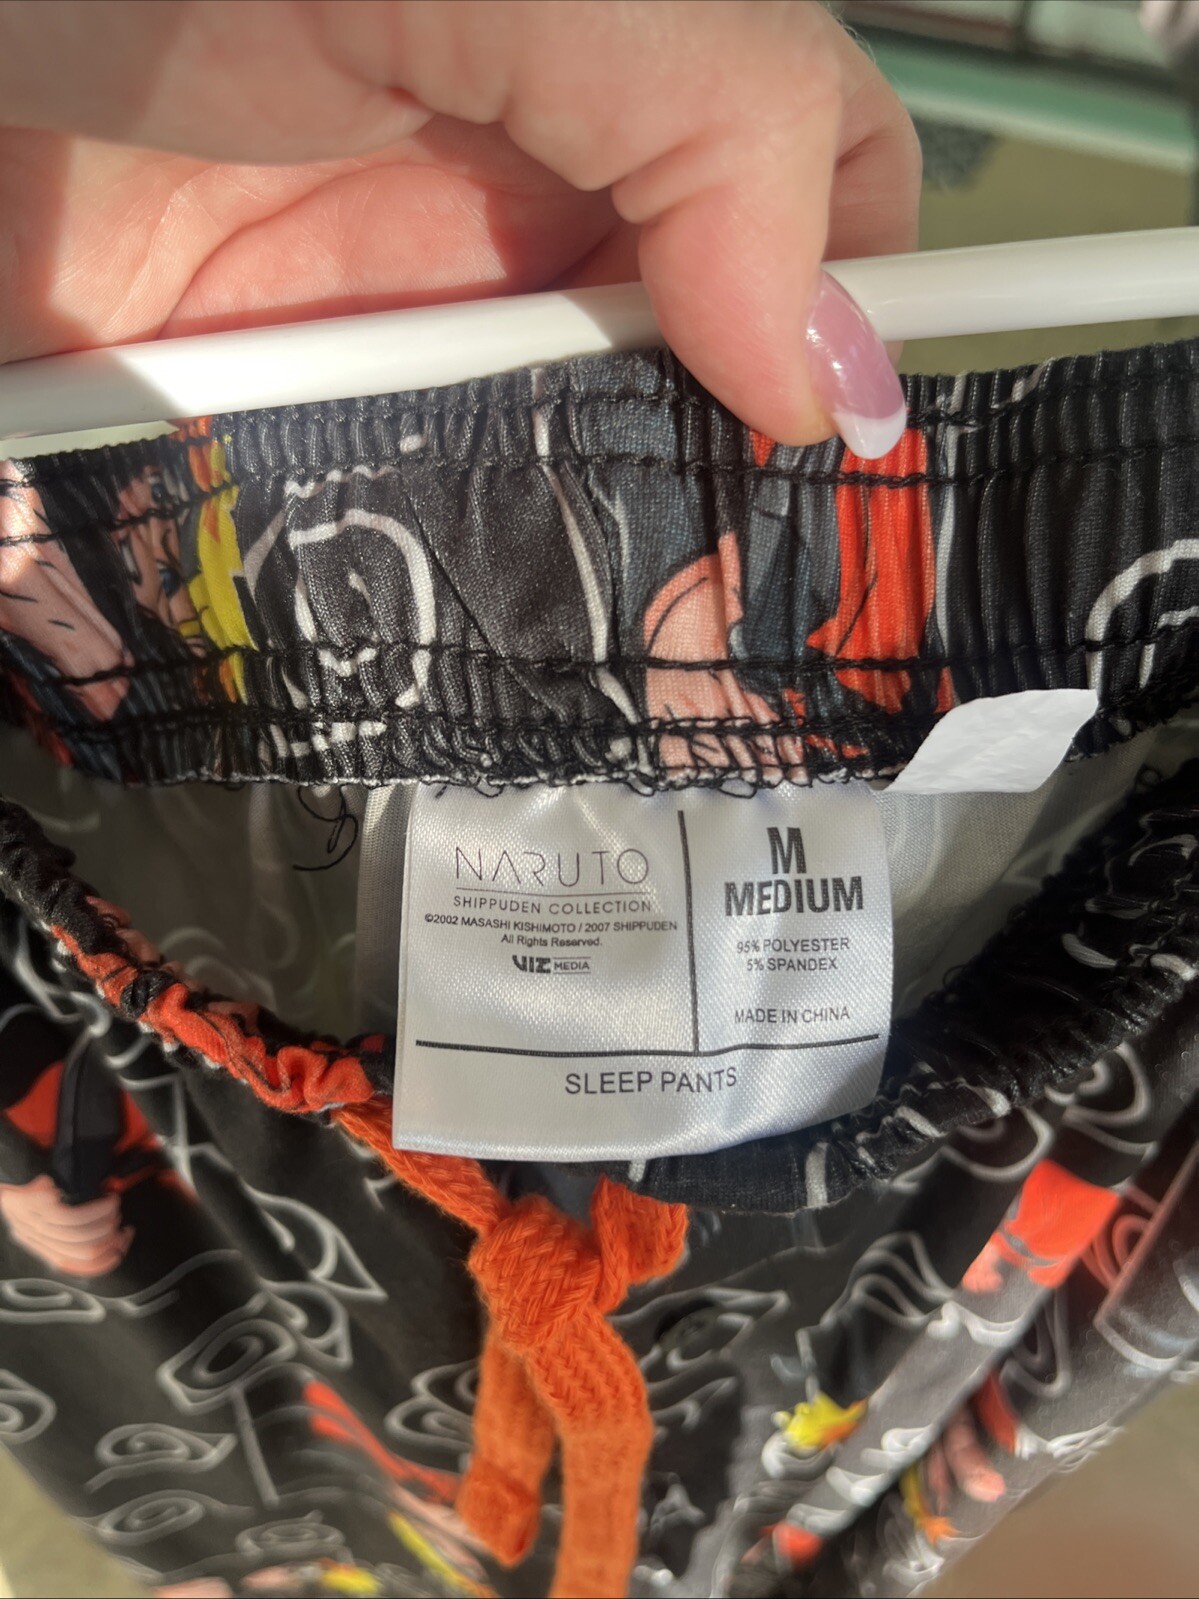 NARUTO
SHIPPUDEN COLLECTION
©2002 MASASHI KISHIMOTO / 2007 SHIPPUDEN
All Rights Reserved.
VIZ MEDIA
M
MEDIUM
95% POLYESTER
5% SPANDEX
MADE IN CHINA
SLEEP PANTS